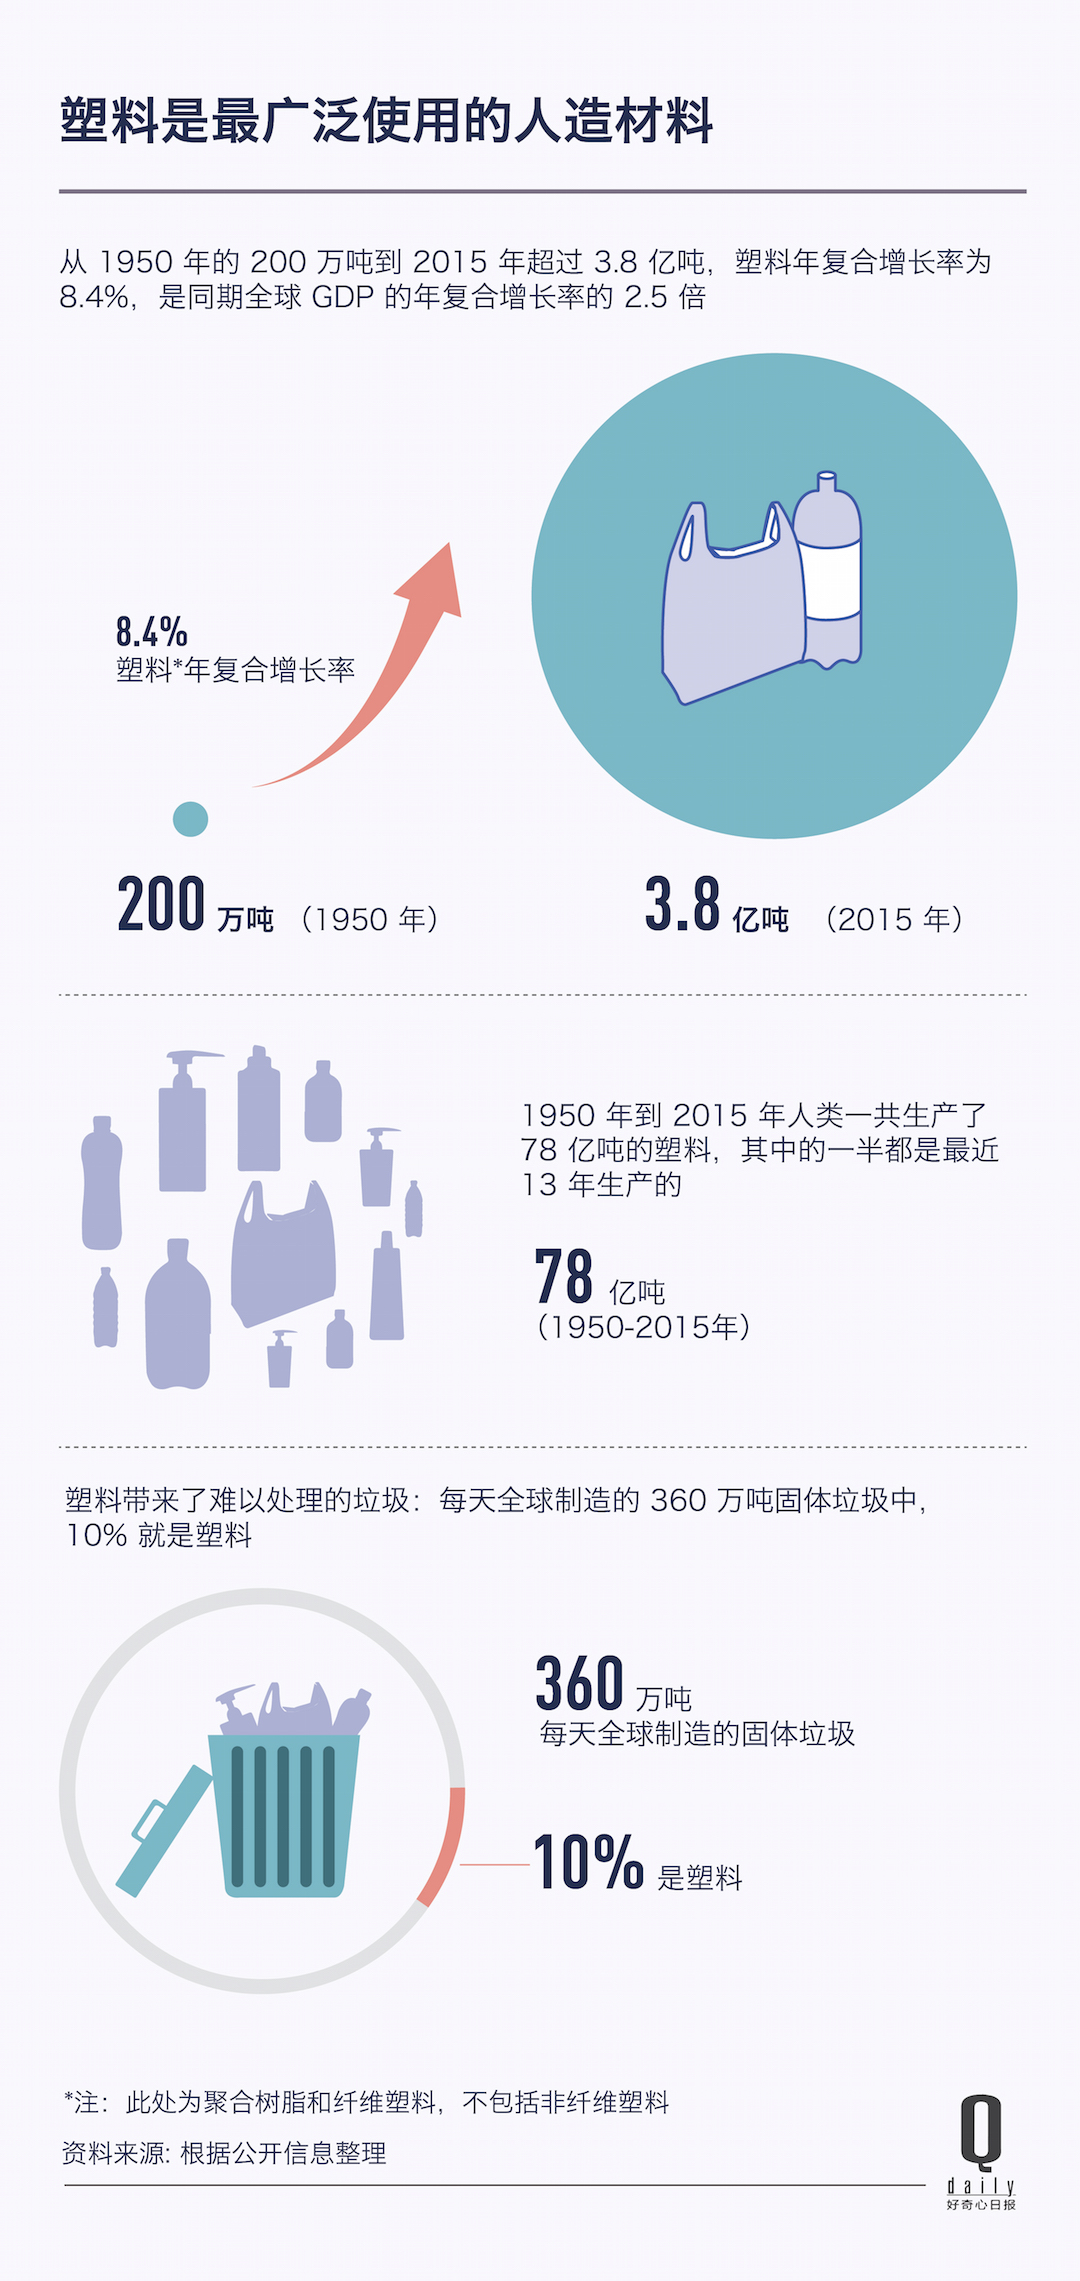 塑料是最广泛使用的人造材料
从 1950 年的 200 万吨到 2015 年超过 3.8 亿吨，塑料年复合增长率为
8.4%，是同期全球 GDP 的年复合增长率的 2.5 倍
8.4%
塑料*年复合增长率
200 万吨 （1950 年）
3.8 亿吨 （2015 年）
1950 年到 2015 年人类一共生产了
78 亿吨的塑料，其中的一半都是最近
13 年生产的
78 亿吨
（1950-2015年）
塑料带来了难以处理的垃圾：每天全球制造的 360 万吨固体垃圾中，
10% 就是塑料
360 万吨
每天全球制造的固体垃圾
10% 是塑料
*注：此处为聚合树脂和纤维塑料，不包括非纤维塑料
资料来源: 根据公开信息整理
Q
daily
好奇心日报